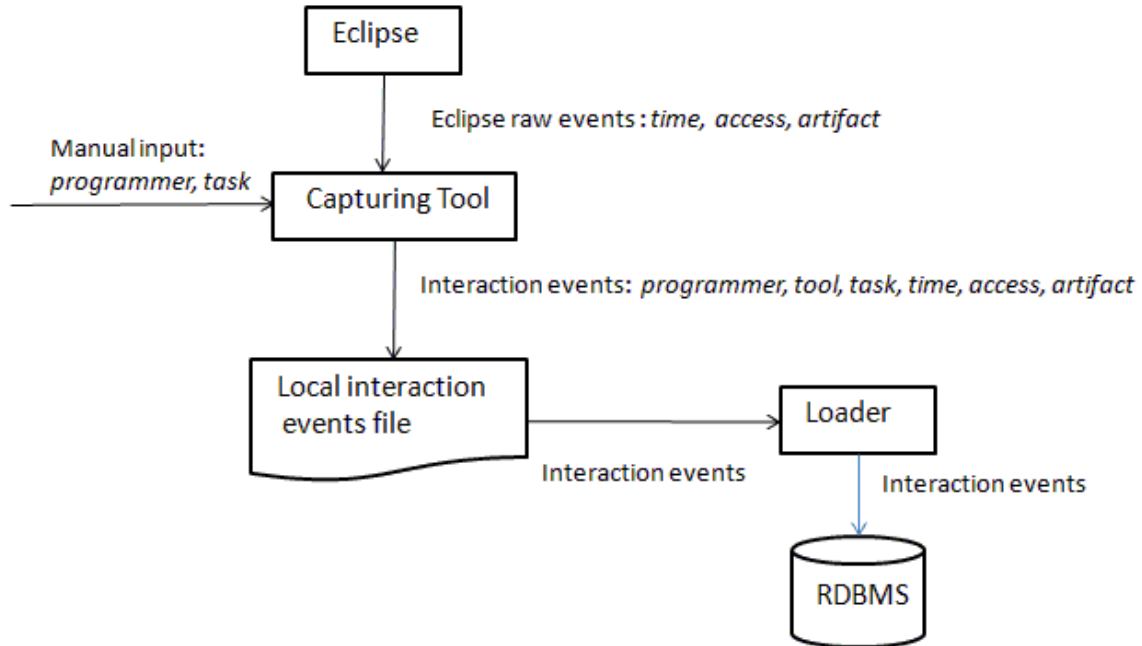 Eclipse
Eclipse raw events : time, access, artifact
Manual input:
programmer, task
Capturing Tool
Interaction events: programmer, tool, task, time, access, artifact
Local interaction
events file
Loader
Interaction events
Interaction events
RDBMS